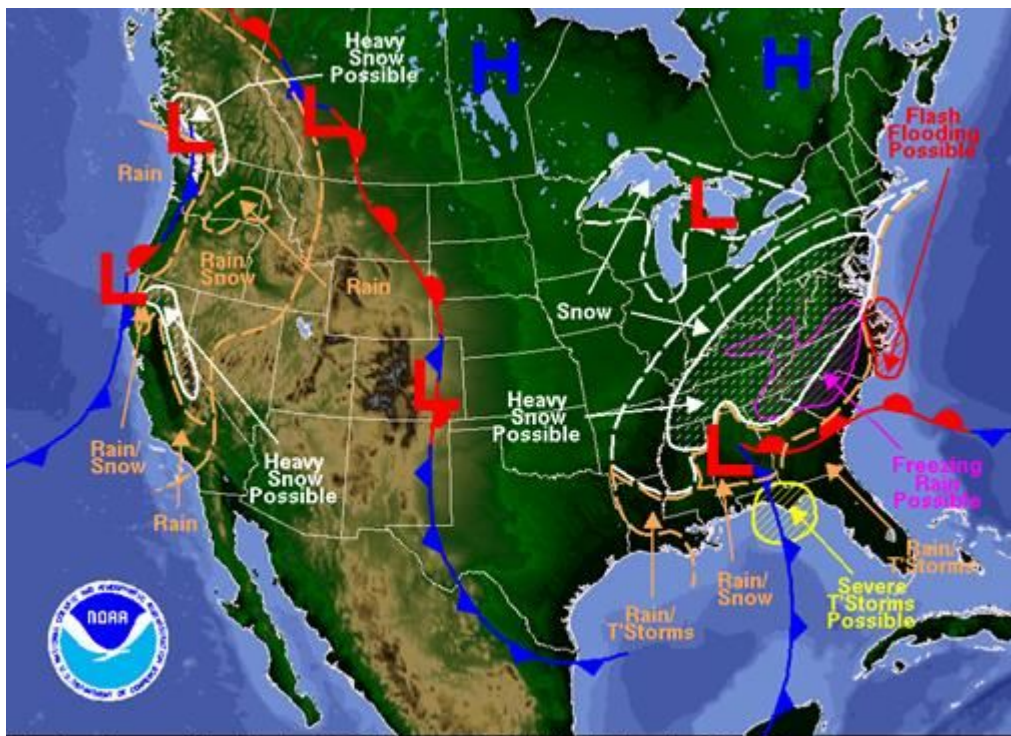 Heavy
Snow
Possible
H
H
L
L
Flash
Flooding
Possible
Rain
L
Rain/
Snow
Rain
L
Snow
L
Heavy
Snow
Possible
Rain/
Snow
Heavy
Snow
Possible
L
Freezing
Rain
Possible
Rain
Rain/
T'Storms
Rain/
Snow
Severe
T'Storms
Possible
Rain/
T'Storms
NOAA